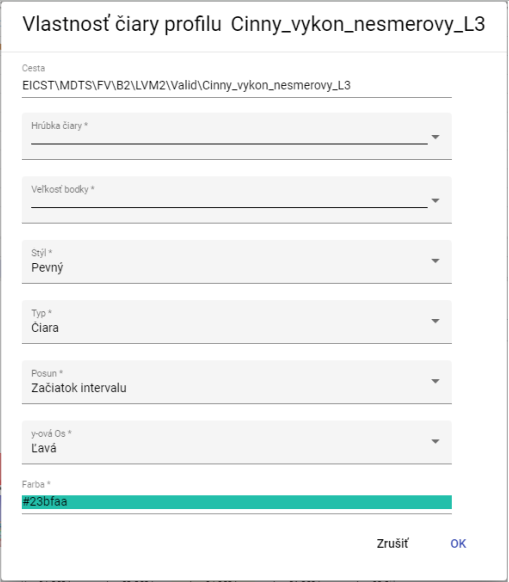 Vlastnosť čiary profilu Cinny_vykon_nesmerovy_L3
Cesta
EICST\MDTS\FV\B2\LVM2\Valid\Cinny_vykon_nesmerovy_L3
Hrúbka čiary *
Veľkosť bodky *
Štýl *
Pevný
Typ *
Čiara
Posun *
Začiatok intervalu
y-ová Os *
Ľavá
Farba *
#23bfaa
Zrušiť OK